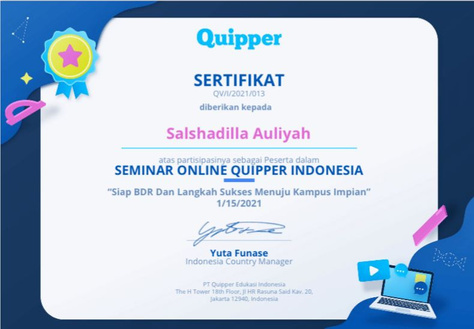 Quipper
SERTIFIKAT
QV/I/2021/013
diberikan kepada
Salshadilla Auliyah
atas partisipasinya sebagai Peserta dalam
SEMINAR ONLINE QUIPPER INDONESIA
“Siap BDR Dan Langkah Sukses Menuju Kampus Impian”
1/15/2021
Yuta Funase
Indonesia Country Manager
PT Quipper Edukasi Indonesia
The H Tower 18th Floor, Jl HR Rasuna Said Kav. 20,
Jakarta 12940, Indonesia